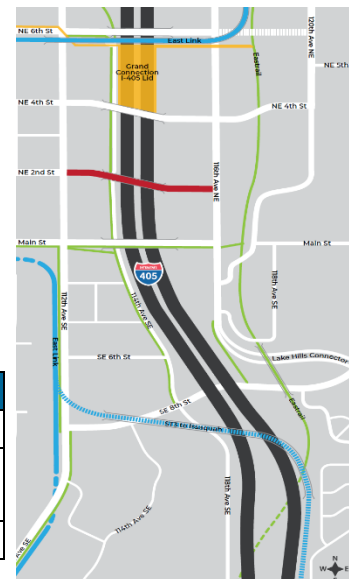 NE 6th St
East Link
120th Ave NE
Grand
Connection
I-405 Lid
Eastrail
NE 5th
NE 4th St
NE 4th St
NE 2nd St
116th Ave NE
Main St
Main St
INTERSTATE
405
112th Ave SE
114th Ave SE
118th Ave SE
East Link
SE 6th St
Lake Hills Connector
SE 8th St
Eastrail
ST3 to Issaquah
114th Ave SE
118th Ave SE
Ave SE
N
W
E